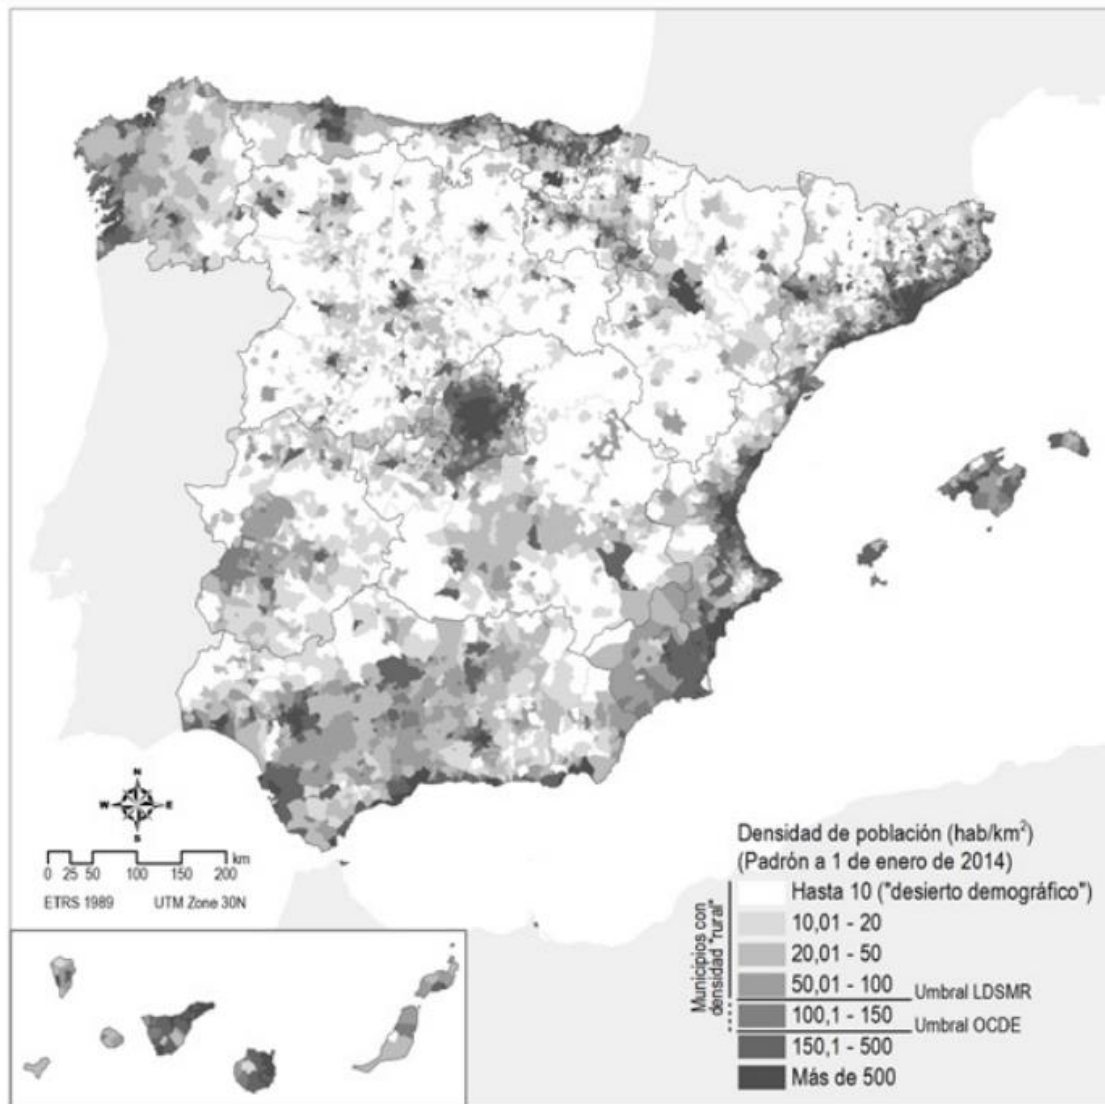 N
W E
S
0 25 50 100 150 200 km
ETRS 1989 UTM Zone 30N
Densidad de población (hab/km²)
(Padrón a 1 de enero de 2014)
Municipios con
densidad "rural"
Hasta 10 ("desierto demográfico")
10,01 - 20
20,01 - 50
50,01 - 100 Umbral LDSMR
100,1 - 150 Umbral OCDE
150,1 - 500
Más de 500